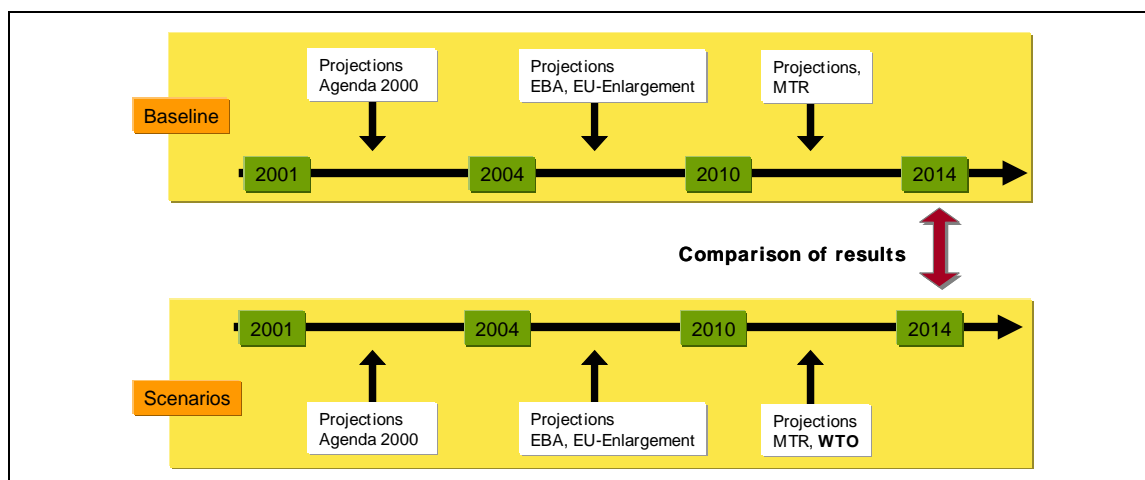 Projections
Agenda 2000
Projections
EBA, EU-Enlargement
Projections,
MTR
Baseline
2001
2004
2010
2014
Comparison of results
2001
2004
2010
2014
Scenarios
Projections
Agenda 2000
Projections
EBA, EU-Enlargement
Projections
MTR, WTO